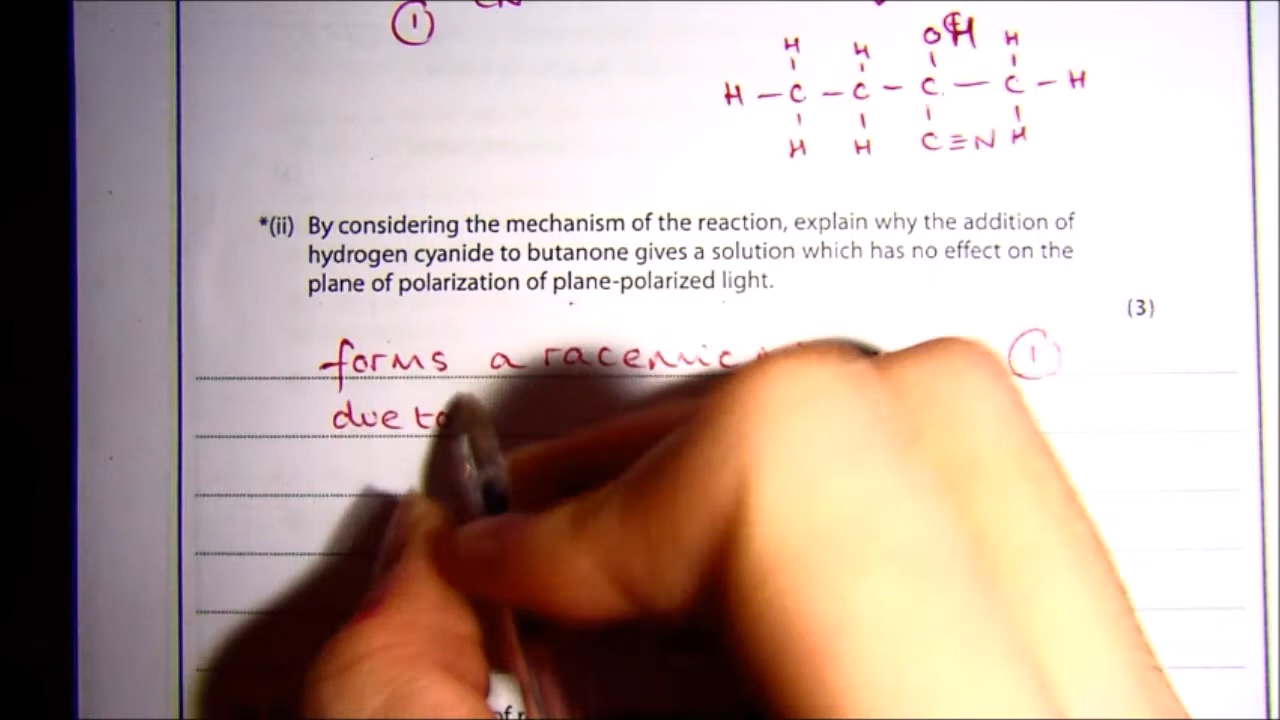 ①
H H OH H
H – C – C – C – C – H
H H C≡N H
*(ii) By considering the mechanism of the reaction, explain why the addition of
hydrogen cyanide to butanone gives a solution which has no effect on the
plane of polarization of plane-polarized light.
(3)
forms a racemic ①
due to
of